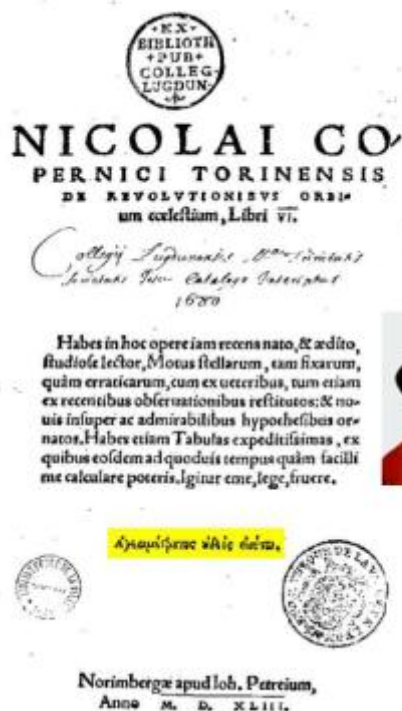 EX
BIBLIOTH
PUB
COLLEG
LUGDUN
NICOLAI CO
PERNICI TORINENSIS
DE REVOLVTIONIBVS ORBI-
um cœlestium, Libri VI.
Collegij Lugdunensis
Catalogo Inscriptus
Habes in hoc opere iam recens nato, & ædito,
studiose lector, Motus stellarum, tam fixarum,
quàm erraticarum, cum ex ueteribus, tum etiam
ex recentibus obseruationibus restitutos: & no-
uis insuper ac admirabilibus hypothesibus or-
natos. Habes etiam Tabulas expeditissimas, ex
quibus eosdem ad quoduis tempus quàm facilli
me calculare poteris. Igitur eme, lege, fruere.
Ἀγεωμέτρητος οὐδεὶς εἰσίτω.
Norimbergæ apud Ioh. Petreium,
Anno M. D. XLIII.